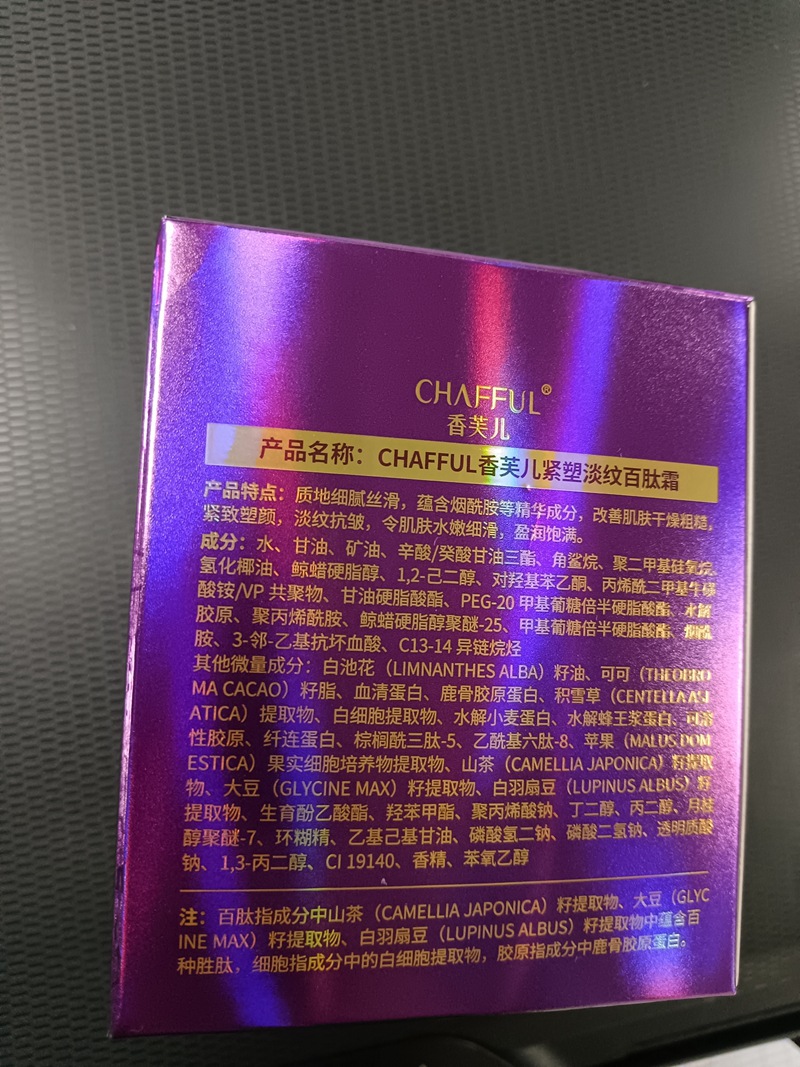 CHAFFUL®
香芙儿
产品名称：CHAFFUL香芙儿紧塑淡纹百肽霜
产品特点：质地细腻丝滑，蕴含烟酰胺等精华成分，改善肌肤干燥粗糙，
紧致塑颜，淡纹抗皱，令肌肤水嫩细滑，盈润饱满。
成分：水、甘油、矿油、辛酸/癸酸甘油三酯、角鲨烷、聚二甲基硅氧烷、
氢化椰油、鲸蜡硬脂醇、1,2-己二醇、对羟基苯乙酮、丙烯酰二甲基牛磺
酸铵/VP 共聚物、甘油硬脂酸酯、PEG-20 甲基葡糖倍半硬脂酸酯、水解
胶原、聚丙烯酰胺、鲸蜡硬脂醇聚醚-25、甲基葡糖倍半硬脂酸酯、烟酰
胺、3-邻-乙基抗坏血酸、C13-14 异链烷烃
其他微量成分：白池花（LIMNANTHES ALBA）籽油、可可（THEOBRO
MA CACAO）籽脂、血清蛋白、鹿骨胶原蛋白、积雪草（CENTELLA ASI
ATICA）提取物、白细胞提取物、水解小麦蛋白、水解蜂王浆蛋白、可溶
性胶原、纤连蛋白、棕榈酰三肽-5、乙酰基六肽-8、苹果（MALUS DOM
ESTICA）果实细胞培养物提取物、山茶（CAMELLIA JAPONICA）籽提取
物、大豆（GLYCINE MAX）籽提取物、白羽扇豆（LUPINUS ALBUS）籽
提取物、生育酚乙酸酯、羟苯甲酯、聚丙烯酸钠、丁二醇、丙二醇、月桂
醇聚醚-7、环糊精、乙基己基甘油、磷酸氢二钠、磷酸二氢钠、透明质酸
钠、1,3-丙二醇、CI 19140、香精、苯氧乙醇
注：百肽指成分中山茶（CAMELLIA JAPONICA）籽提取物、大豆（GLYC
INE MAX）籽提取物、白羽扇豆（LUPINUS ALBUS）籽提取物中蕴含百
种胜肽，细胞指成分中的白细胞提取物，胶原指成分中鹿骨胶原蛋白。